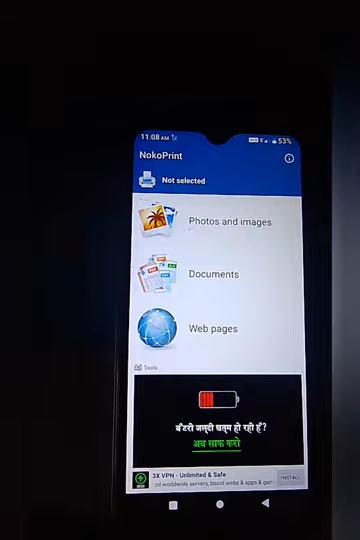 11:08 AM
53%
NokoPrint
Not selected
Photos and images
Documents
Web pages
Tools
बैटरी जल्दी खत्म हो रही हैं?
अब साफ करो
3X VPN - Unlimited & Safe
ed worldwide servers, boost webs & apps & gam
INSTALL